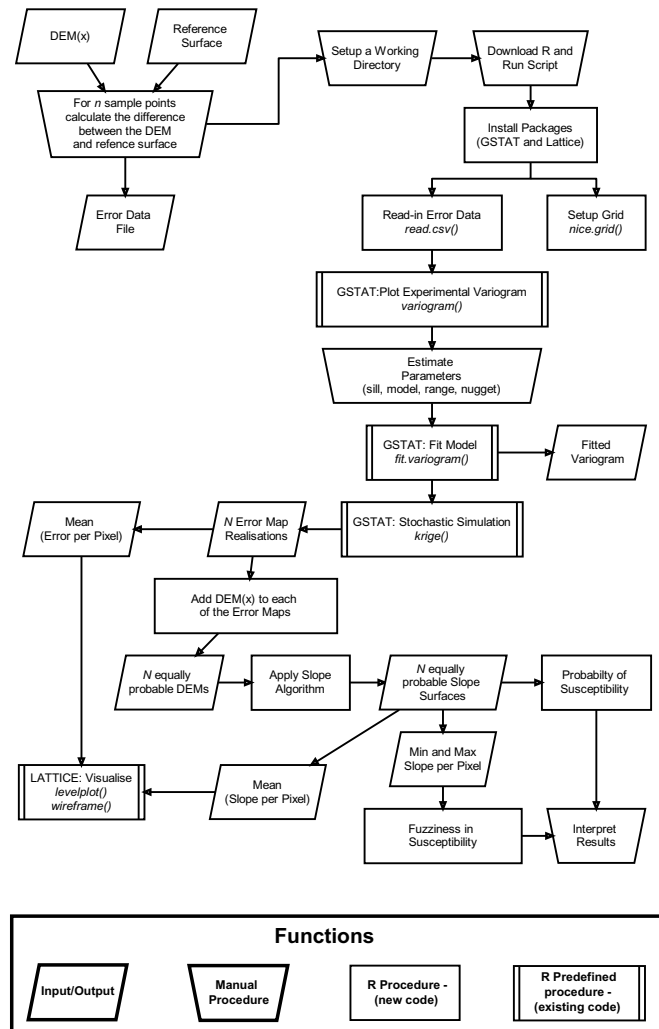 DEM(x)
Reference
Surface
Setup a Working
Directory
Download R and
Run Script
For n sample points
calculate the difference
between the DEM
and refence surface
Install Packages
(GSTAT and Lattice)
Error Data
File
Read-in Error Data
read.csv()
Setup Grid
nice.grid()
GSTAT:Plot Experimental Variogram
variogram()
Estimate
Parameters
(sill, model, range, nugget)
GSTAT: Fit Model
fit.variogram()
Fitted
Variogram
Mean
(Error per Pixel)
N Error Map
Realisations
GSTAT: Stochastic Simulation
krige()
Add DEM(x) to each
of the Error Maps
N equally
probable DEMs
Apply Slope
Algorithm
N equally
probable Slope
Surfaces
Probabilty of
Susceptibility
Min and Max
Slope per Pixel
LATTICE: Visualise
levelplot()
wireframe()
Mean
(Slope per Pixel)
Fuzziness in
Susceptibility
Interpret
Results
Functions
Input/Output
Manual
Procedure
R Procedure -
(new code)
R Predefined
procedure -
(existing code)